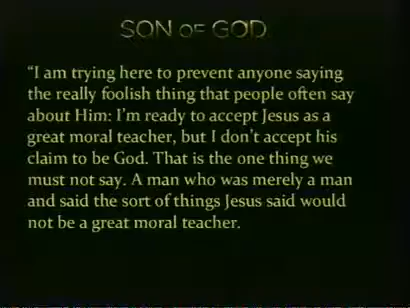 SON OF GOD
“I am trying here to prevent anyone saying
the really foolish thing that people often say
about Him: I’m ready to accept Jesus as a
great moral teacher, but I don’t accept his
claim to be God. That is the one thing we
must not say. A man who was merely a man
and said the sort of things Jesus said would
not be a great moral teacher.